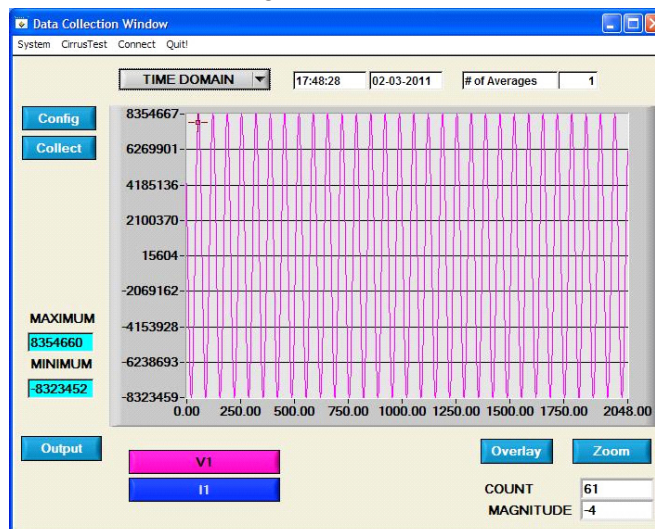 Data Collection Window
System CirrusTest Connect Quit!
TIME DOMAIN 17:48:28 02-03-2011 # of Averages 1
Config
Collect
8354667
6269901
4185136
2100370
15604
-2069162
-4153928
-6238693
-8323459
MAXIMUM
8354660
MINIMUM
-8323452
0.00 250.00 500.00 750.00 1000.00 1250.00 1500.00 1750.00 2048.00
Output
V1
I1
Overlay Zoom
COUNT 61
MAGNITUDE -4